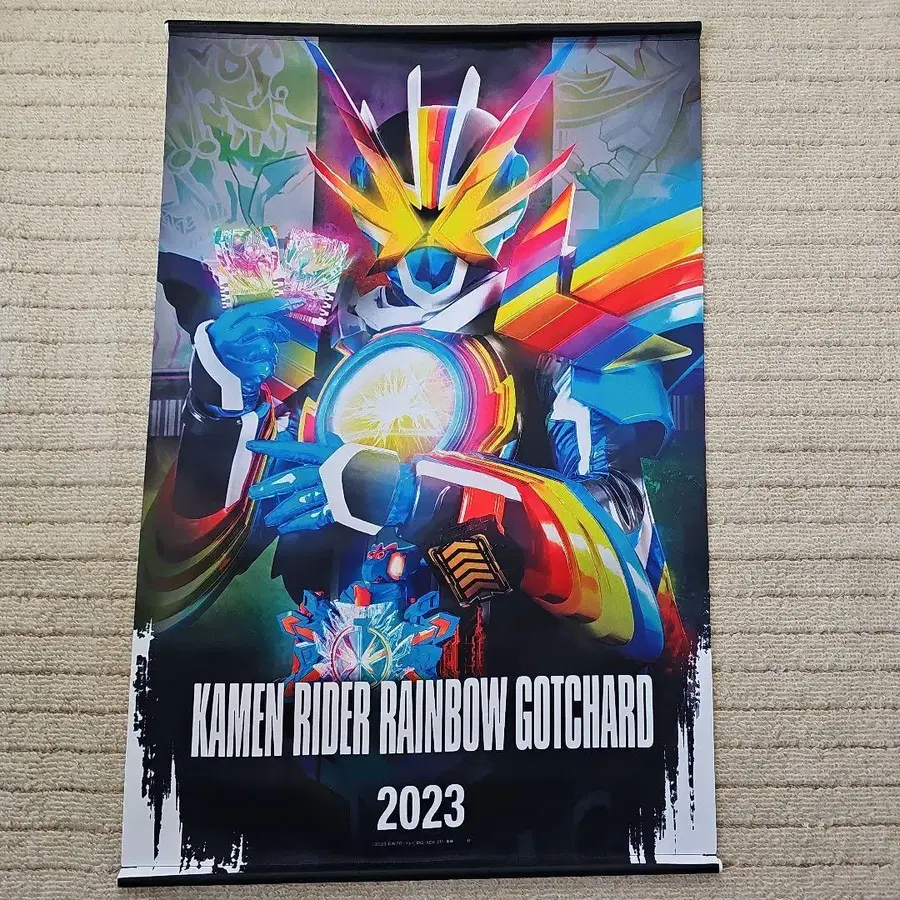 KAMEN RIDER RAINBOW GOTCHARD
2023